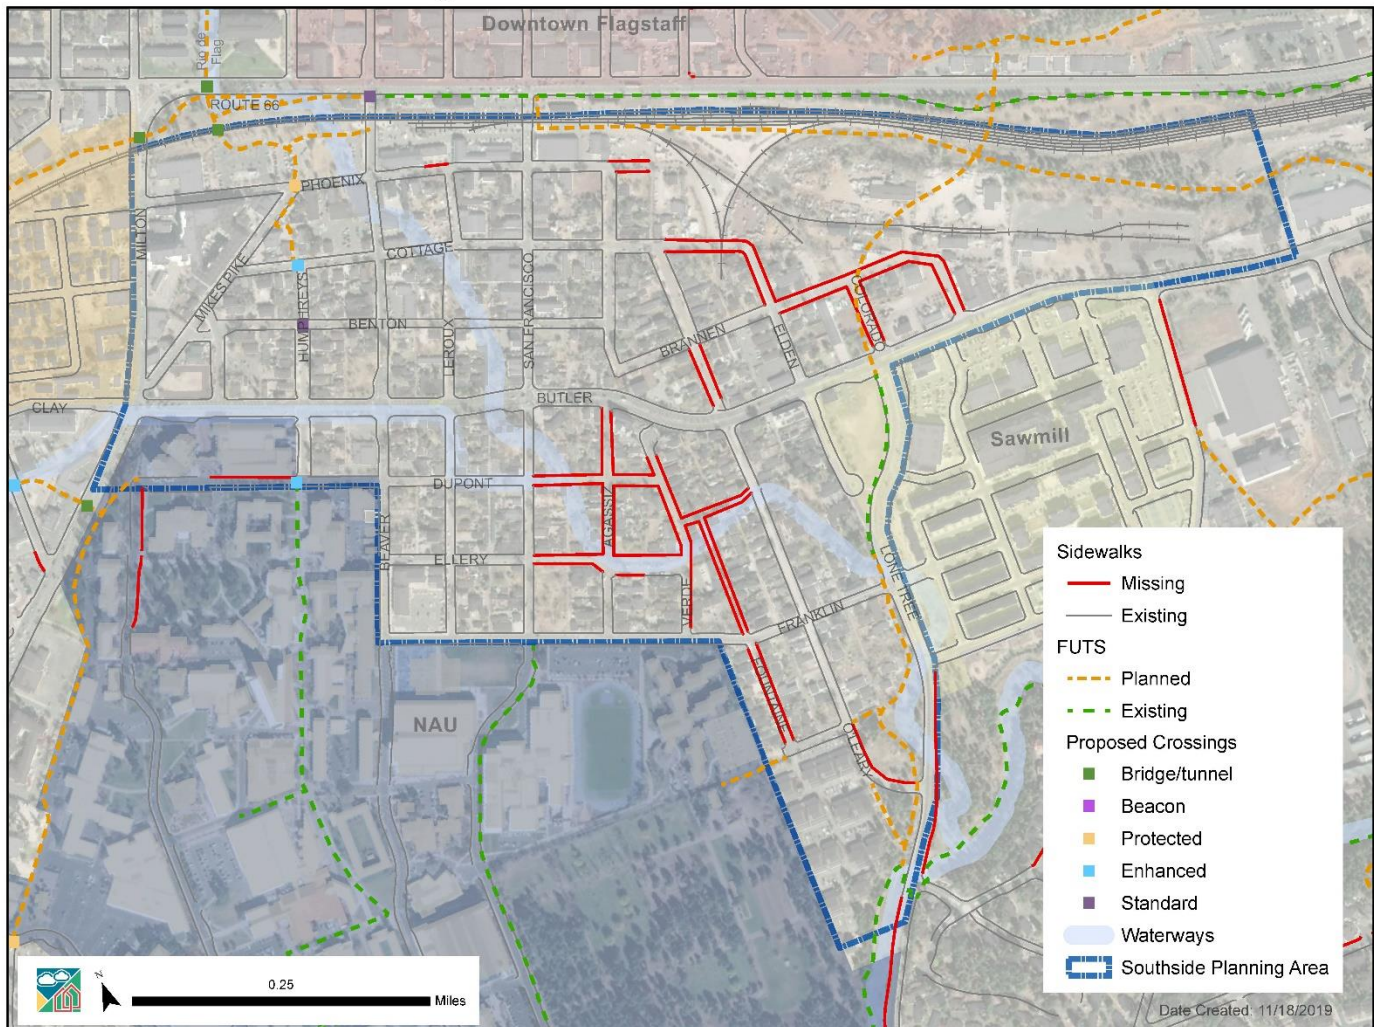 Downtown Flagstaff
Rio de
Flag
ROUTE 66
PHOENIX
MILTON
MIKES PIKE
COTTAGE
HUMPHREYS
BENTON
LEROUX
SAN FRANCISCO
BRANNEN
ELDEN
COLORADO
CLAY
BUTLER
Sawmill
DUPONT
AGASSIZ
BEAVER
ELLERY
VERDE
FRANKLIN
LONE TREE
FOUNTAINE
O'LEARY
NAU
Sidewalks
Missing
Existing
FUTS
Planned
Existing
Proposed Crossings
Bridge/tunnel
Beacon
Protected
Enhanced
Standard
Waterways
Southside Planning Area
N
0.25
Miles
Date Created: 11/18/2019